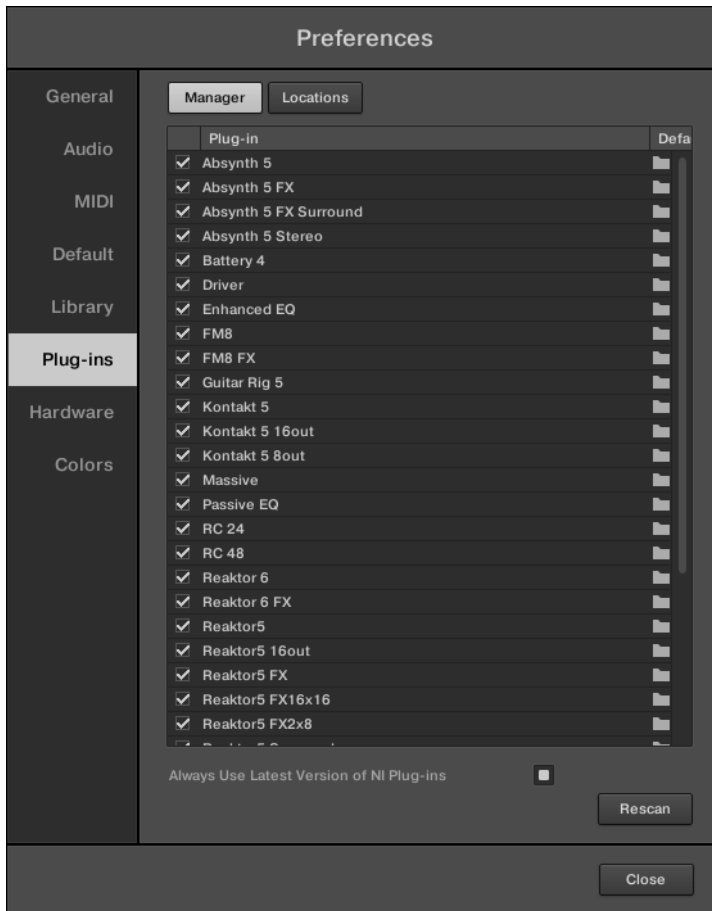 Preferences
General
Audio
MIDI
Default
Library
Plug-ins
Hardware
Colors
Manager Locations
Plug-in Defa
Absynth 5
Absynth 5 FX
Absynth 5 FX Surround
Absynth 5 Stereo
Battery 4
Driver
Enhanced EQ
FM8
FM8 FX
Guitar Rig 5
Kontakt 5
Kontakt 5 16out
Kontakt 5 8out
Massive
Passive EQ
RC 24
RC 48
Reaktor 6
Reaktor 6 FX
Reaktor5
Reaktor5 16out
Reaktor5 FX
Reaktor5 FX16x16
Reaktor5 FX2x8
Always Use Latest Version of NI Plug-ins
Rescan
Close